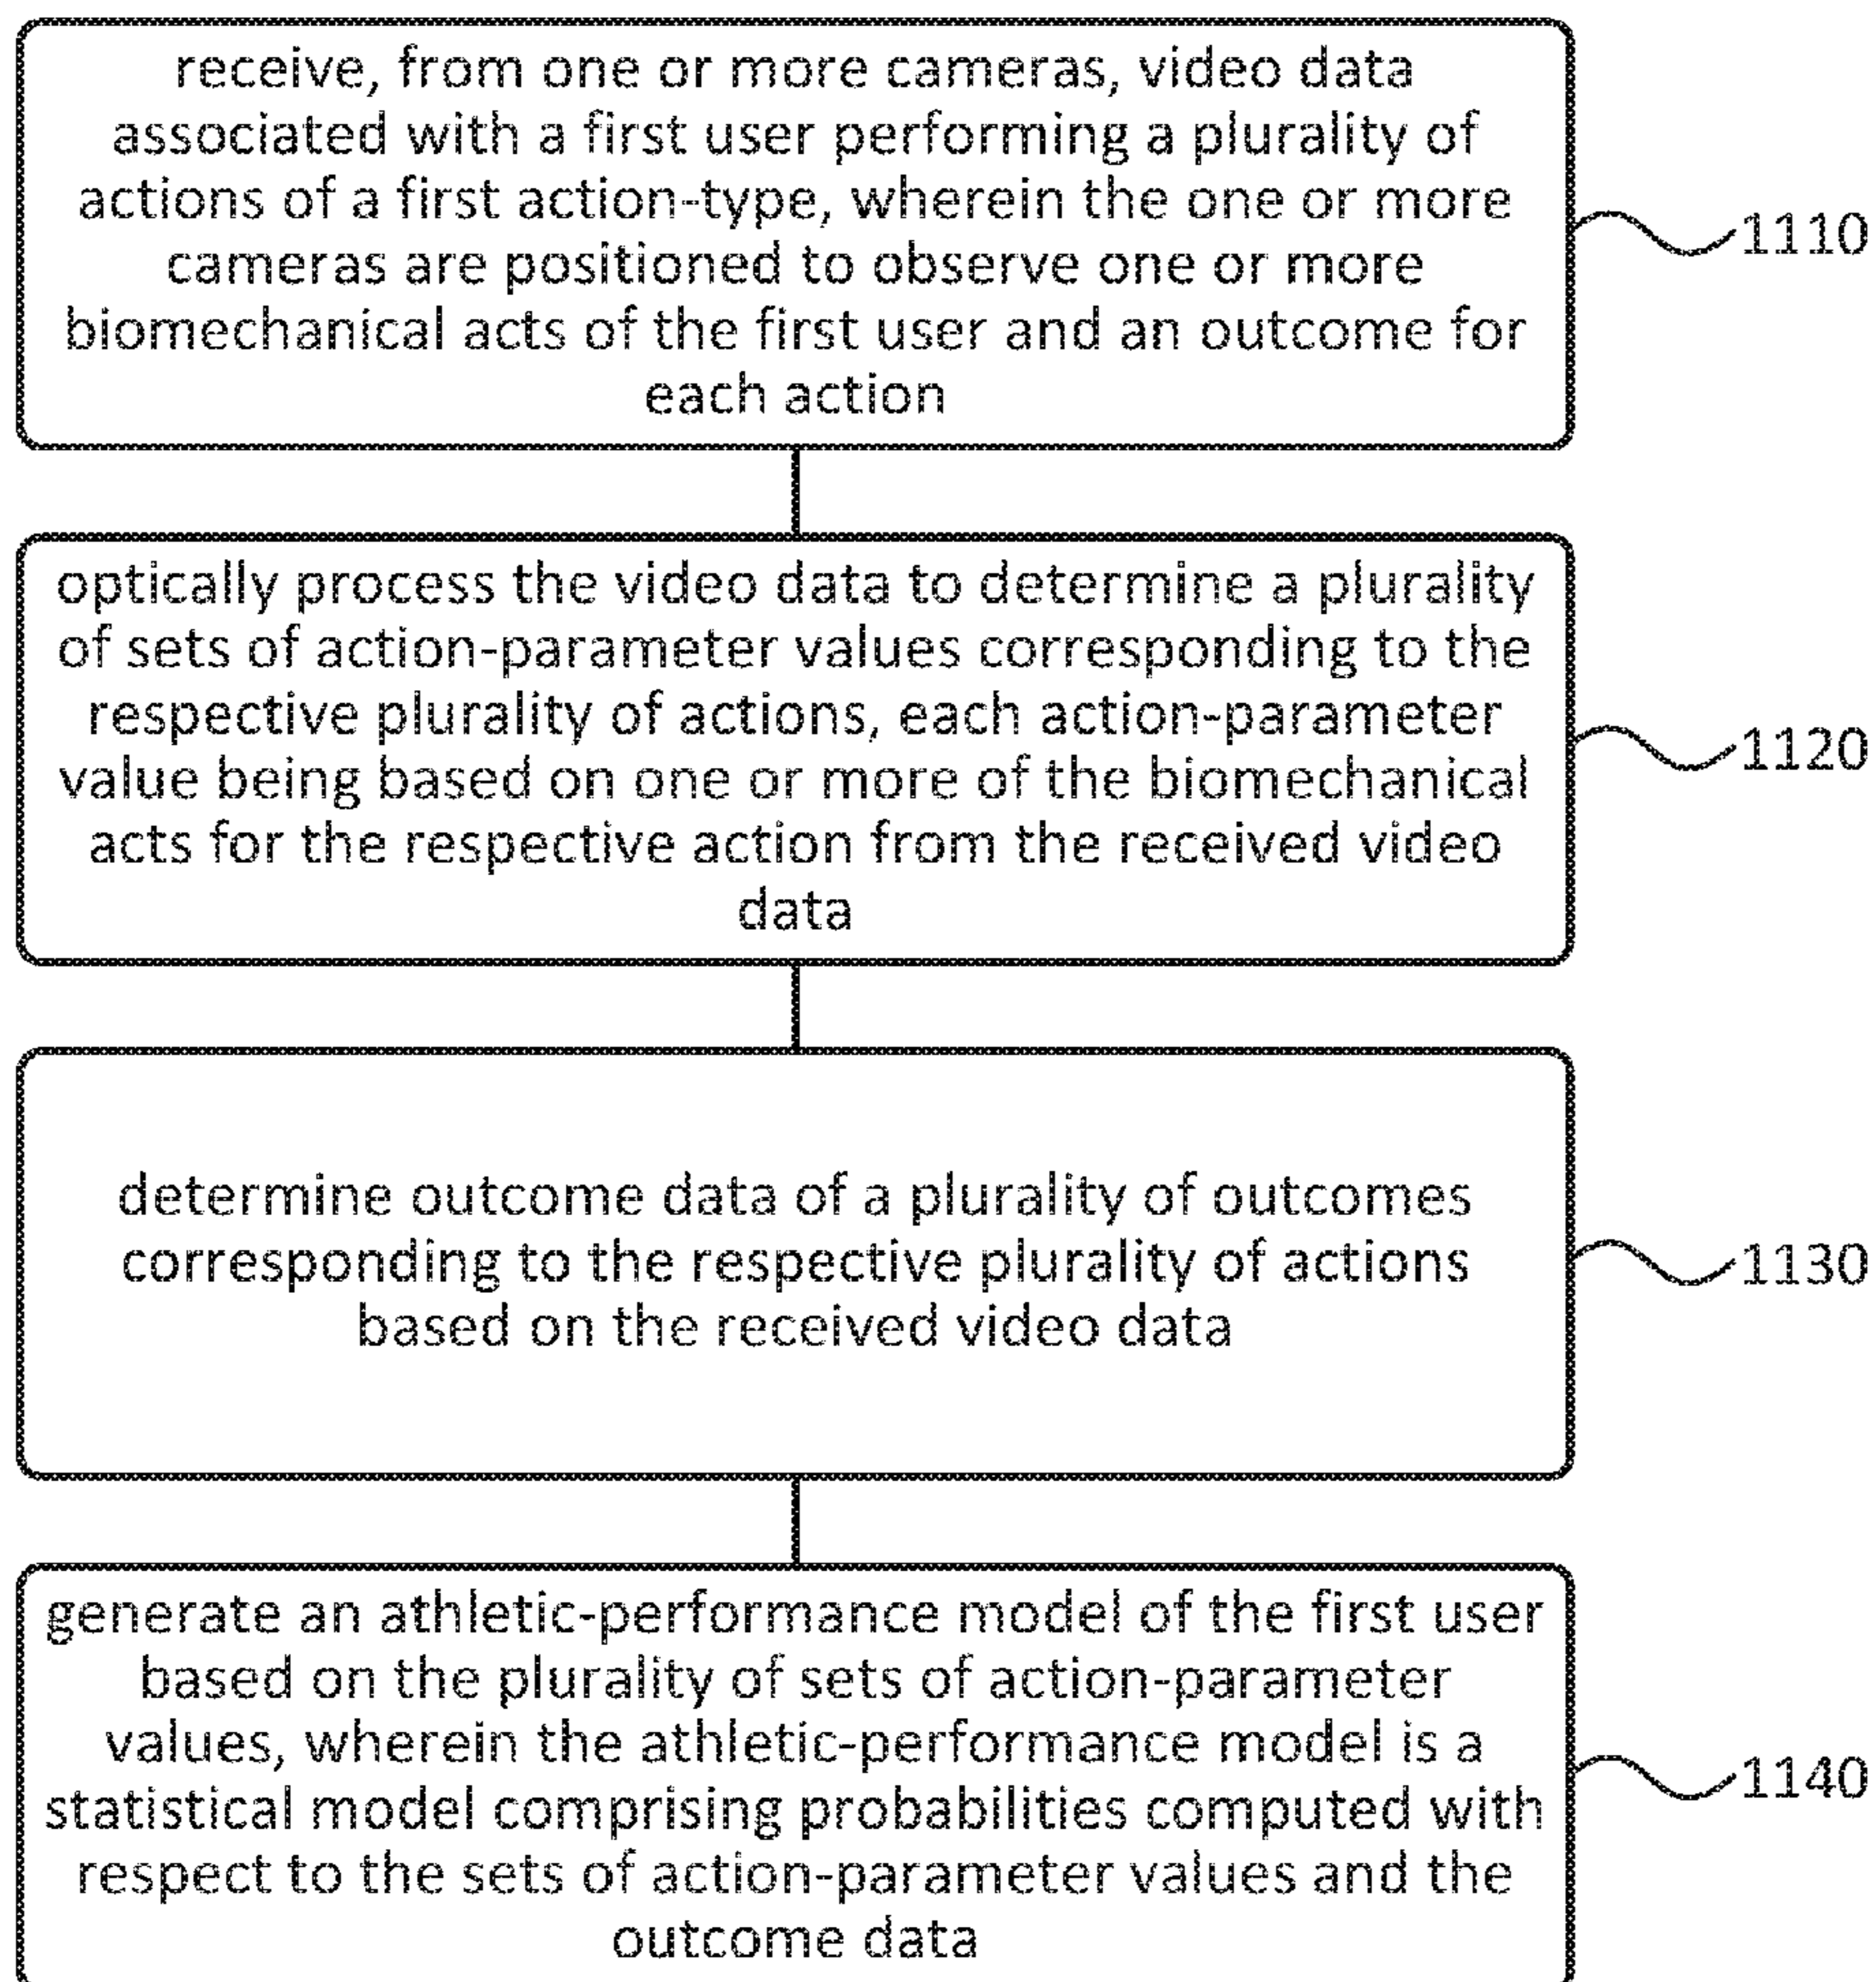 receive, from one or more cameras, video data
associated with a first user performing a plurality of
actions of a first action-type, wherein the one or more
cameras are positioned to observe one or more
biomechanical acts of the first user and an outcome for
each action
1110
optically process the video data to determine a plurality
of sets of action-parameter values corresponding to the
respective plurality of actions, each action-parameter
value being based on one or more of the biomechanical
acts for the respective action from the received video
data
1120
determine outcome data of a plurality of outcomes
corresponding to the respective plurality of actions
based on the received video data
1130
generate an athletic-performance model of the first user
based on the plurality of sets of action-parameter
values, wherein the athletic-performance model is a
statistical model comprising probabilities computed with
respect to the sets of action-parameter values and the
outcome data
1140